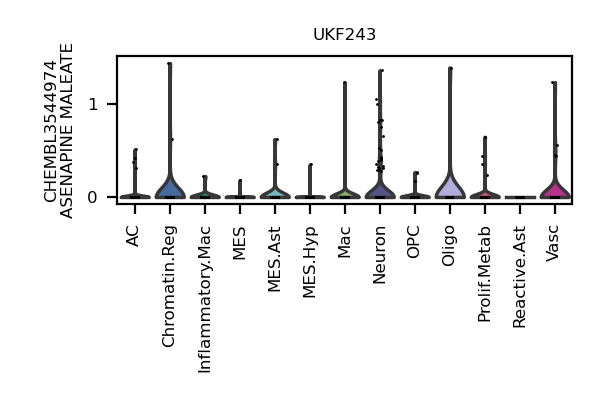 UKF243
CHEMBL3544974
ASENAPINE MALEATE
1
0
AC
Chromatin.Reg
Inflammatory.Mac
MES
MES.Ast
MES.Hyp
Mac
Neuron
OPC
Oligo
Prolif.Metab
Reactive.Ast
Vasc